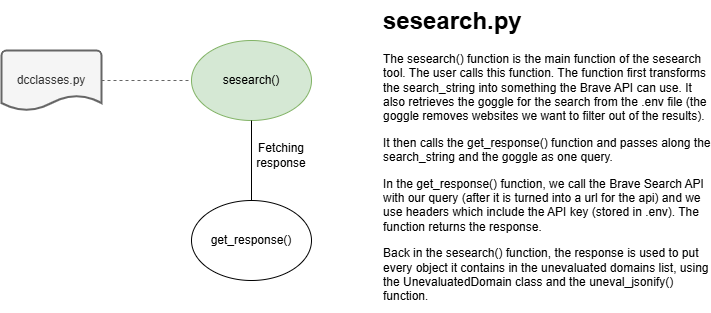 sesearch.py
The sesearch() function is the main function of the sesearch
tool. The user calls this function. The function first transforms
the search_string into something the Brave API can use. It
also retrieves the goggle for the search from the .env file (the
goggle removes websites we want to filter out of the results).
It then calls the get_response() function and passes along the
search_string and the goggle as one query.
In the get_response() function, we call the Brave Search API
with our query (after it is turned into a url for the api) and we
use headers which include the API key (stored in .env). The
function returns the response.
Back in the sesearch() function, the response is used to put
every object it contains in the unevaluated domains list, using
the UnevaluatedDomain class and the uneval_jsonify()
function.
dcclasses.py
sesearch()
Fetching
response
get_response()